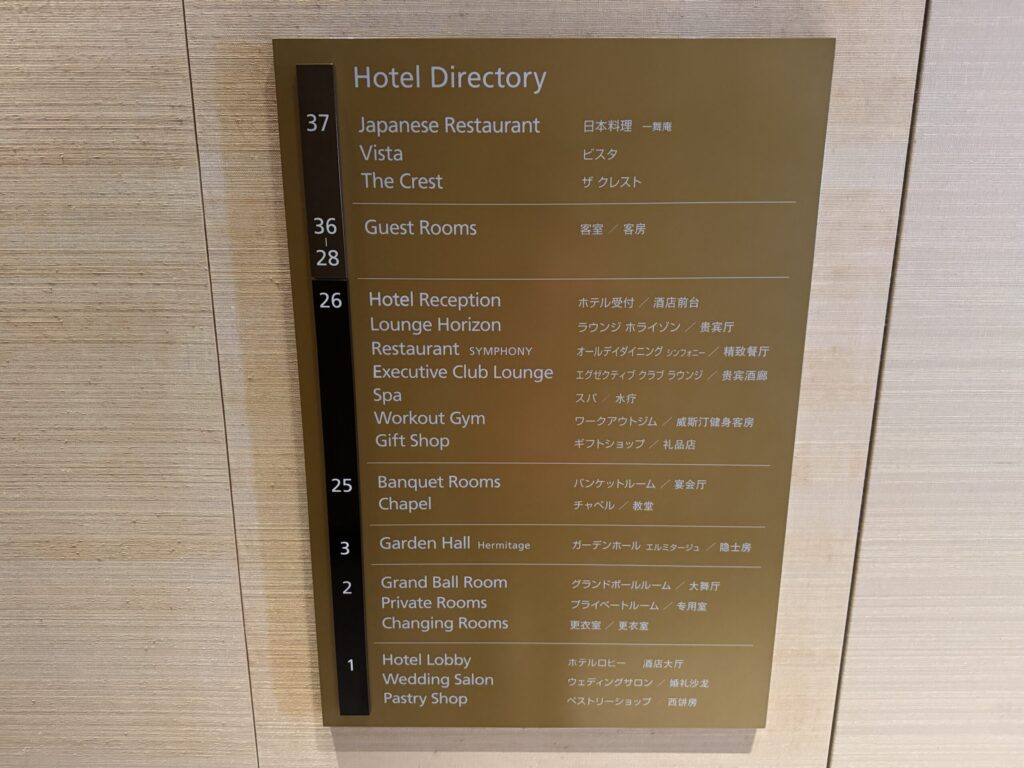 Hotel Directory
37 Japanese Restaurant 日本料理 一舞庵
Vista ビスタ
The Crest ザ クレスト
36 Guest Rooms 客室 ／ 客房
|
28
26 Hotel Reception ホテル受付 ／ 酒店前台
Lounge Horizon ラウンジ ホライゾン ／ 贵宾厅
Restaurant SYMPHONY オールデイダイニング シンフォニー ／ 精致餐厅
Executive Club Lounge エグゼクティブ クラブ ラウンジ ／ 贵宾酒廊
Spa スパ ／ 水疗
Workout Gym ワークアウトジム ／ 威斯汀健身客房
Gift Shop ギフトショップ ／ 礼品店
25 Banquet Rooms バンケットルーム ／ 宴会厅
Chapel チャペル ／ 教堂
3 Garden Hall Hermitage ガーデンホール エルミタージュ ／ 隐士房
2 Grand Ball Room グランドボールルーム ／ 大舞厅
Private Rooms プライベートルーム ／ 专用室
Changing Rooms 更衣室 ／ 更衣室
1 Hotel Lobby ホテルロビー 酒店大厅
Wedding Salon ウェディングサロン ／ 婚礼沙龙
Pastry Shop ペストリーショップ ／ 西饼房